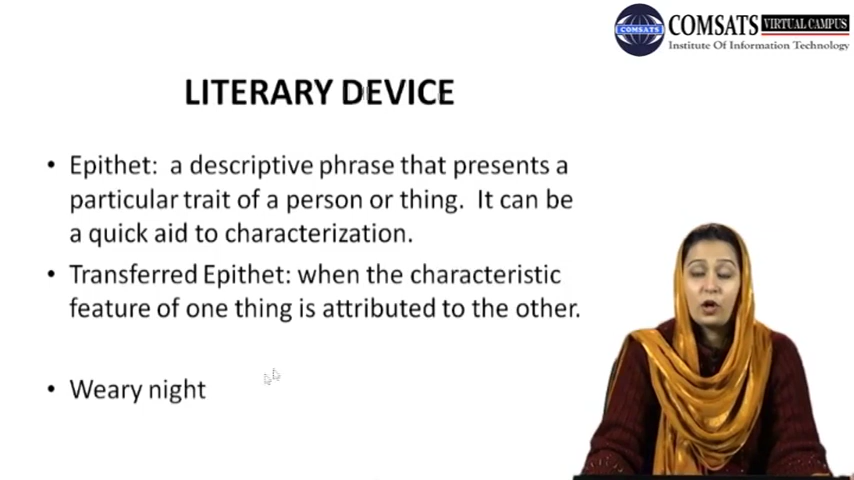 COMSATS VIRTUAL CAMPUS
COMSATS
Institute Of Information Technology
LITERARY DEVICE
• Epithet: a descriptive phrase that presents a
particular trait of a person or thing. It can be
a quick aid to characterization.
• Transferred Epithet: when the characteristic
feature of one thing is attributed to the other.
• Weary night